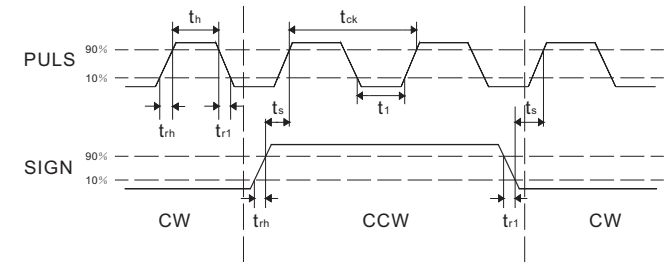 th
tck
PULS
90%
10%
ts
t1
ts
trh
tr1
SIGN
90%
10%
CW
trh
CCW
tr1
CW